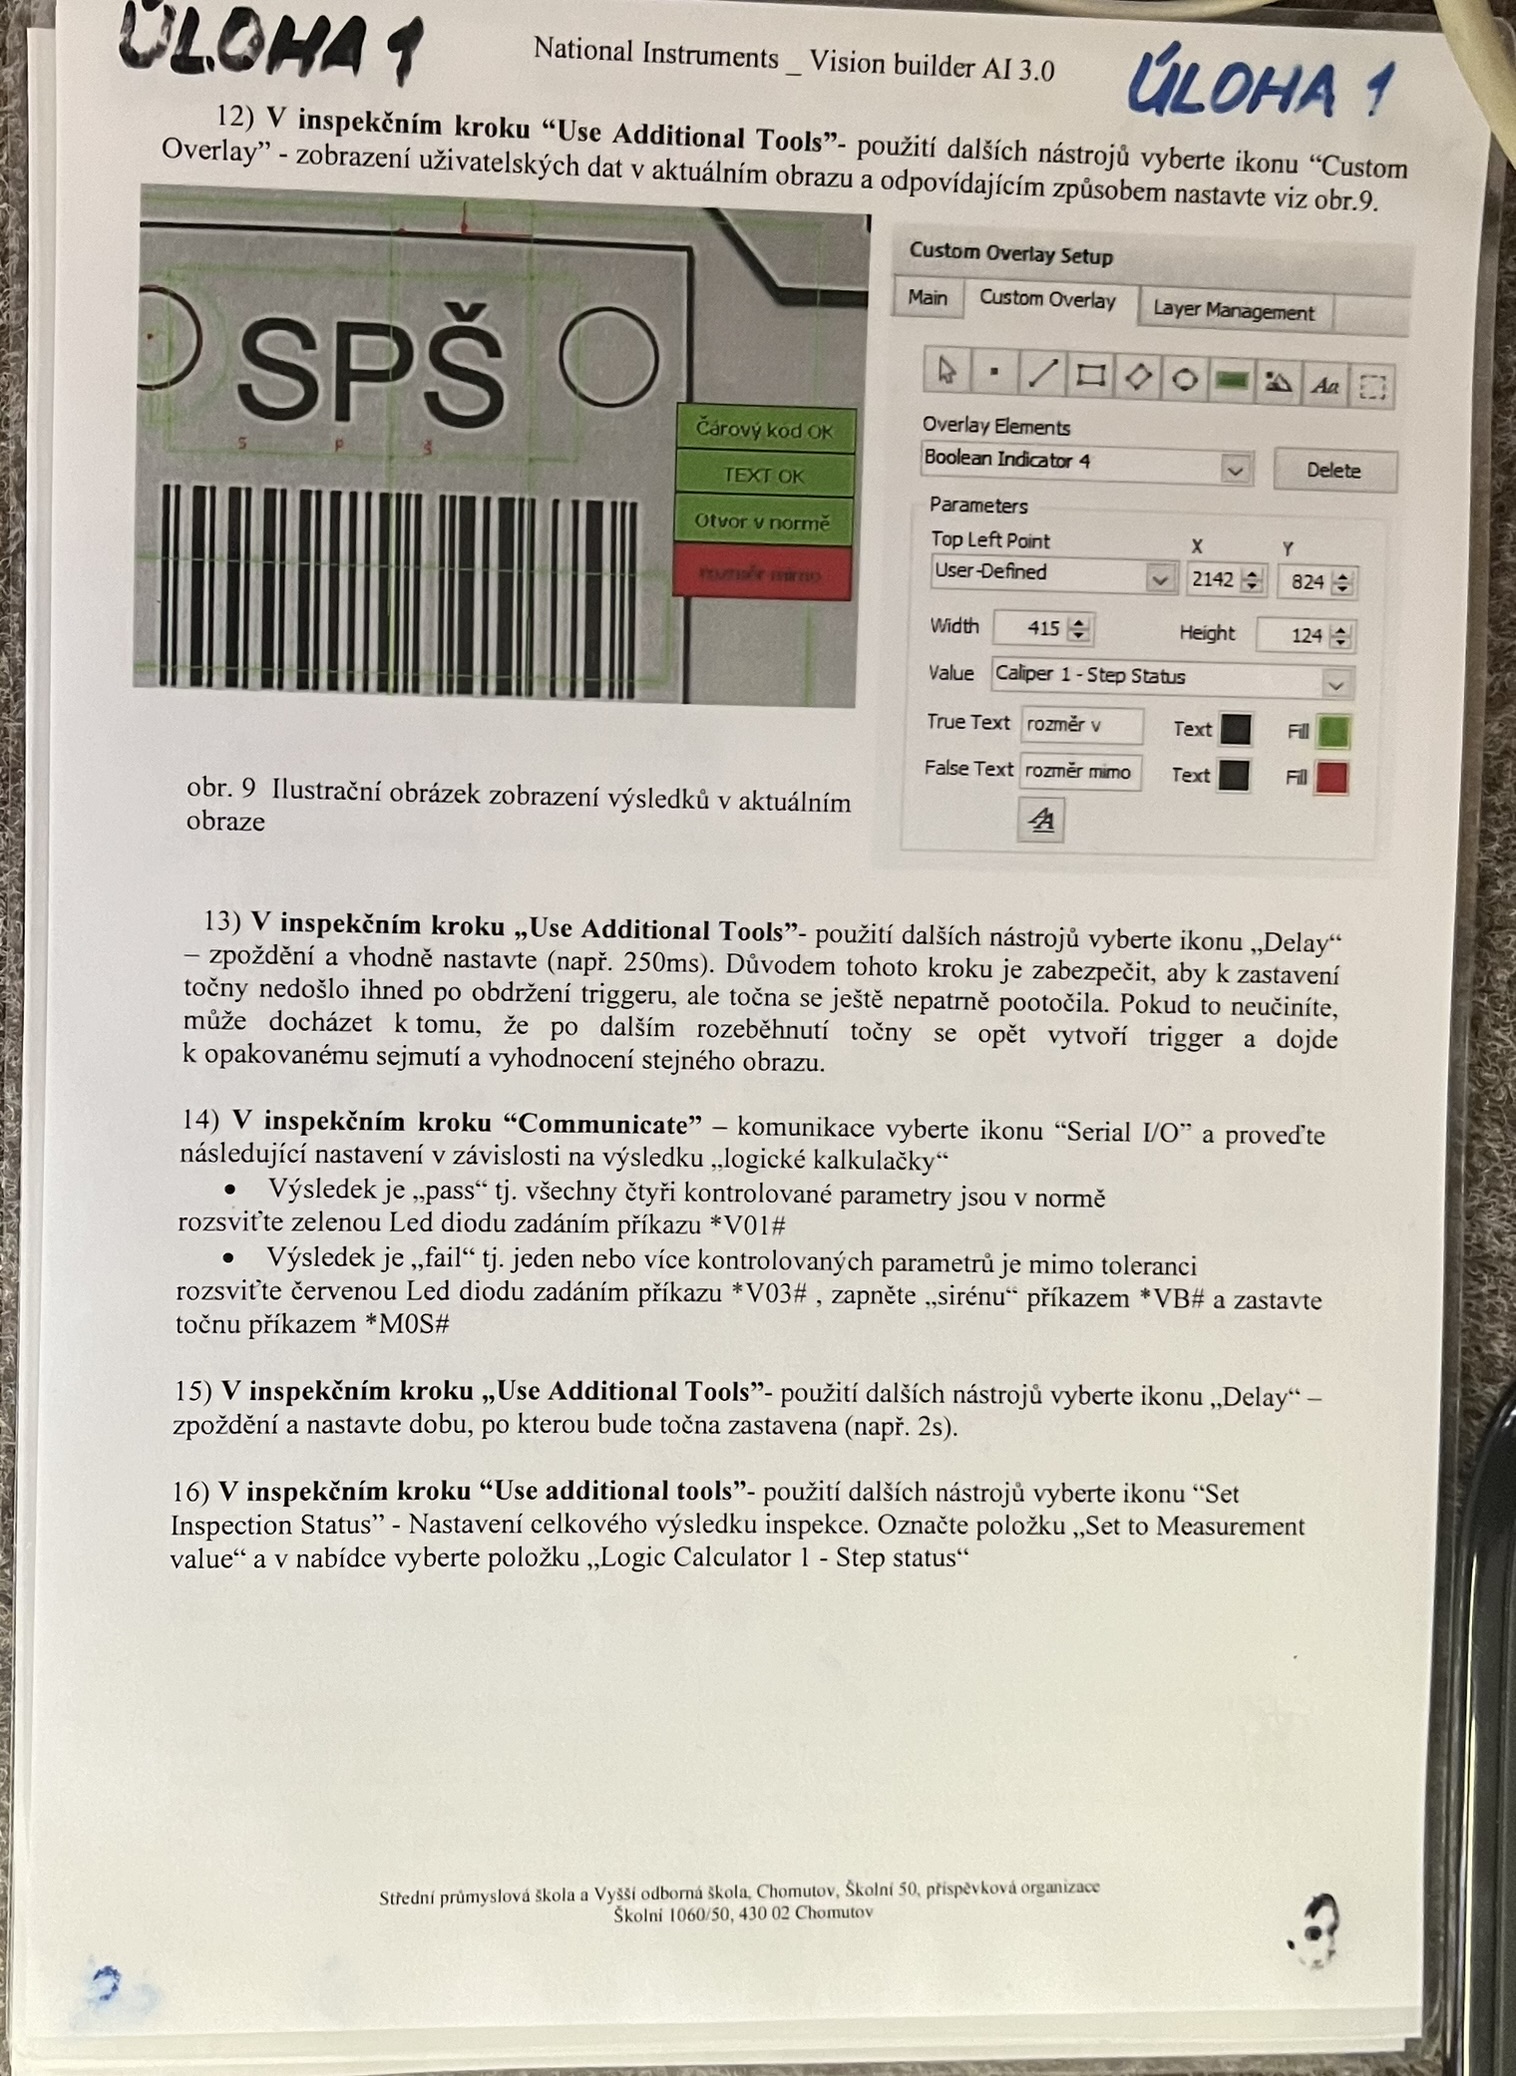 ÚLOHA 1
National Instruments _ Vision builder AI 3.0
ÚLOHA 1
12) V inspekčním kroku “Use Additional Tools”- použití dalších nástrojů vyberte ikonu “Custom
Overlay” - zobrazení uživatelských dat v aktuálním obrazu a odpovídajícím způsobem nastavte viz obr.9.
SPŠ
S P Š
Čárový kód OK
TEXT OK
Otvor v normě
rozměr mimo
Custom Overlay Setup
Main Custom Overlay Layer Management
Aa
Overlay Elements
Boolean Indicator 4 Delete
Parameters
Top Left Point X Y
User-Defined 2142 824
Width 415 Height 124
Value Caliper 1 - Step Status
True Text rozměr v Text Fill
False Text rozměr mimo Text Fill
obr. 9 Ilustrační obrázek zobrazení výsledků v aktuálním
obraze
13) V inspekčním kroku „Use Additional Tools”- použití dalších nástrojů vyberte ikonu „Delay“
– zpoždění a vhodně nastavte (např. 250ms). Důvodem tohoto kroku je zabezpečit, aby k zastavení
točny nedošlo ihned po obdržení triggeru, ale točna se ještě nepatrně pootočila. Pokud to neučiníte,
může docházet k tomu, že po dalším rozeběhnutí točny se opět vytvoří trigger a dojde
k opakovanému sejmutí a vyhodnocení stejného obrazu.
14) V inspekčním kroku “Communicate” – komunikace vyberte ikonu “Serial I/O” a proveďte
následující nastavení v závislosti na výsledku „logické kalkulačky“
• Výsledek je „pass“ tj. všechny čtyři kontrolované parametry jsou v normě
rozsviťte zelenou Led diodu zadáním příkazu *V01#
• Výsledek je „fail“ tj. jeden nebo více kontrolovaných parametrů je mimo toleranci
rozsviťte červenou Led diodu zadáním příkazu *V03# , zapněte „sirénu“ příkazem *VB# a zastavte
točnu příkazem *M0S#
15) V inspekčním kroku „Use Additional Tools”- použití dalších nástrojů vyberte ikonu „Delay“ –
zpoždění a nastavte dobu, po kterou bude točna zastavena (např. 2s).
16) V inspekčním kroku “Use additional tools”- použití dalších nástrojů vyberte ikonu “Set
Inspection Status” - Nastavení celkového výsledku inspekce. Označte položku „Set to Measurement
value“ a v nabídce vyberte položku „Logic Calculator 1 - Step status“
Střední průmyslová škola a Vyšší odborná škola, Chomutov, Školní 50, příspěvková organizace
Školní 1060/50, 430 02 Chomutov